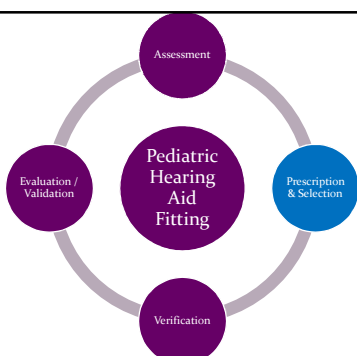 Assessment
Pediatric
Hearing
Aid
Fitting
Evaluation /
Validation
Prescription
& Selection
Verification